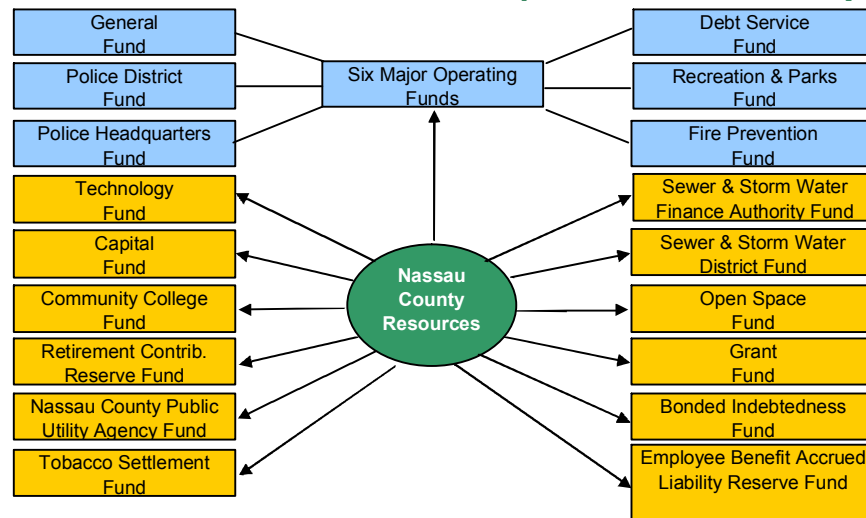 General
Fund
Police District
Fund
Police Headquarters
Fund
Six Major Operating
Funds
Debt Service
Fund
Recreation & Parks
Fund
Fire Prevention
Fund
Technology
Fund
Capital
Fund
Community College
Fund
Retirement Contrib.
Reserve Fund
Nassau County Public
Utility Agency Fund
Tobacco Settlement
Fund
Nassau
County
Resources
Sewer & Storm Water
Finance Authority Fund
Sewer & Storm Water
District Fund
Open Space
Fund
Grant
Fund
Bonded Indebtedness
Fund
Employee Benefit Accrued
Liability Reserve Fund